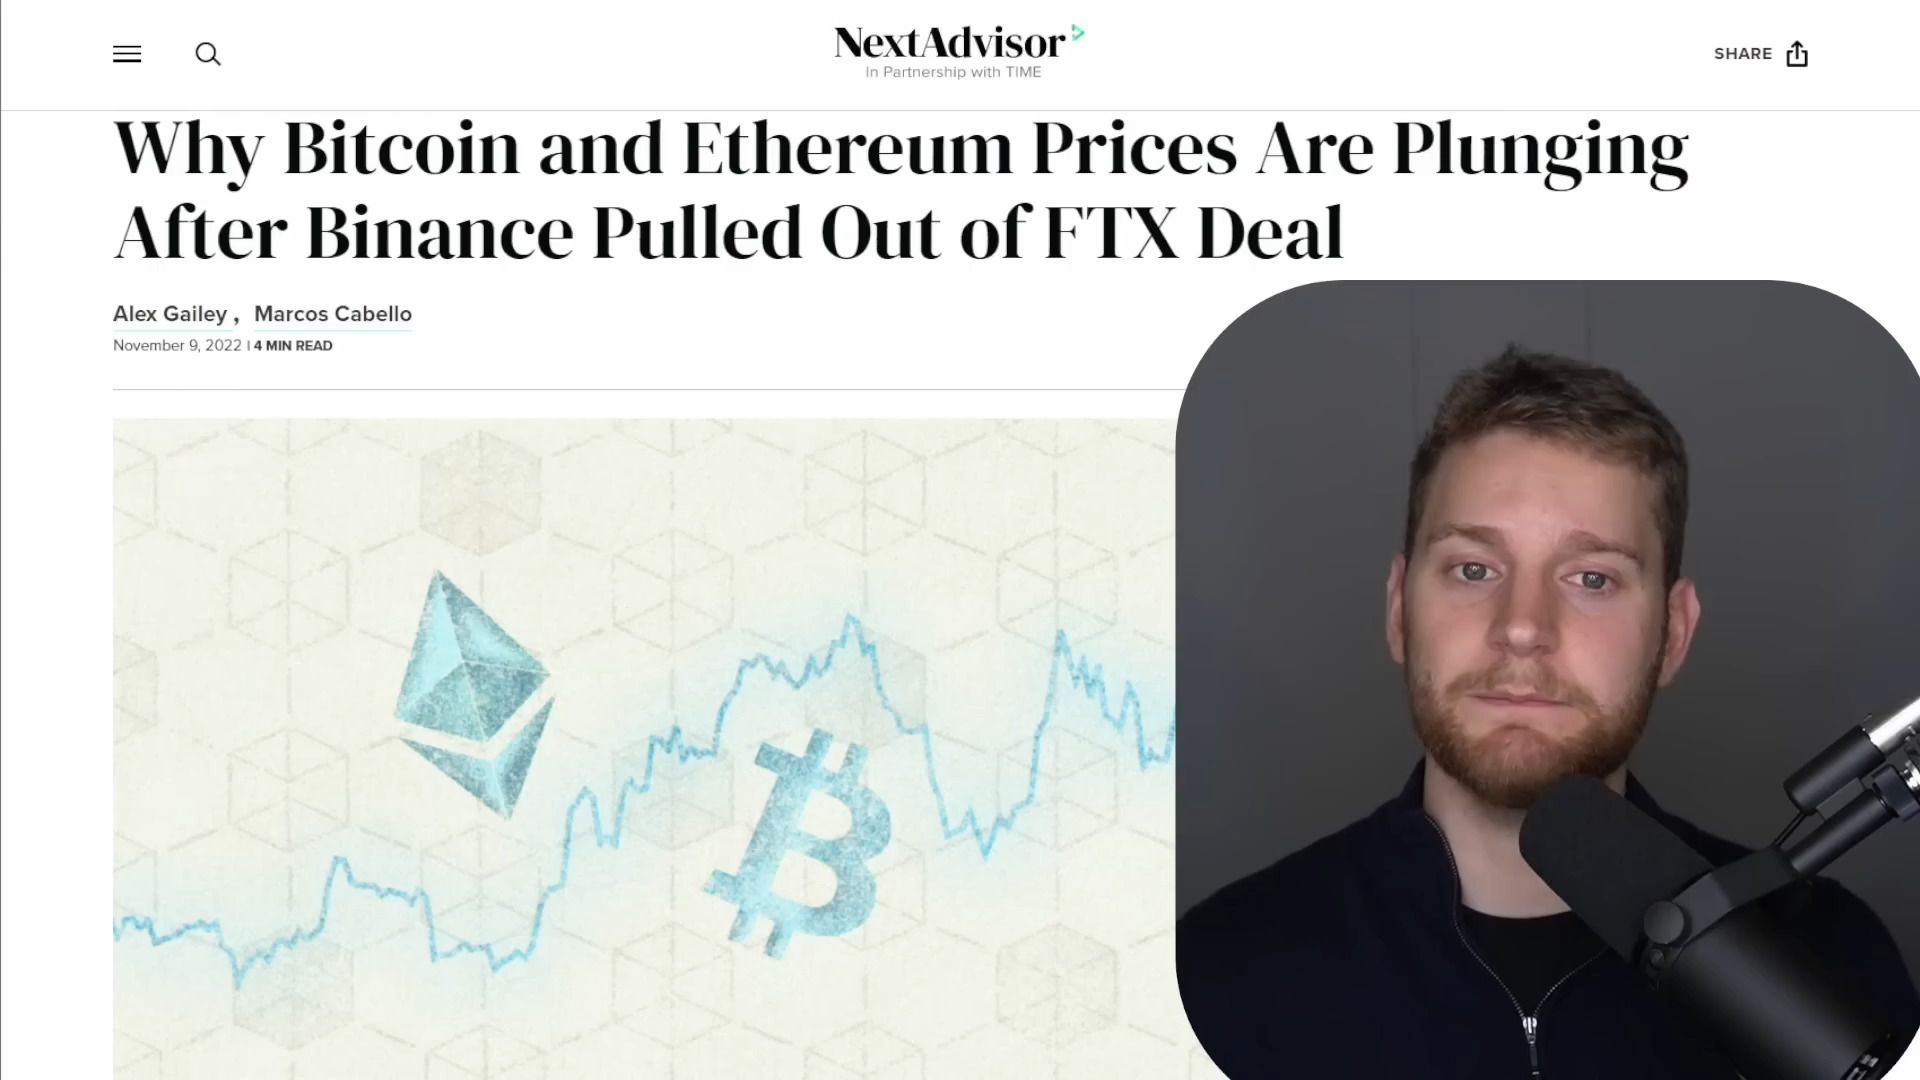 NextAdvisor
In Partnership with TIME
SHARE
Why Bitcoin and Ethereum Prices Are Plunging
After Binance Pulled Out of FTX Deal
Alex Gailey , Marcos Cabello
November 9, 2022 | 4 MIN READ